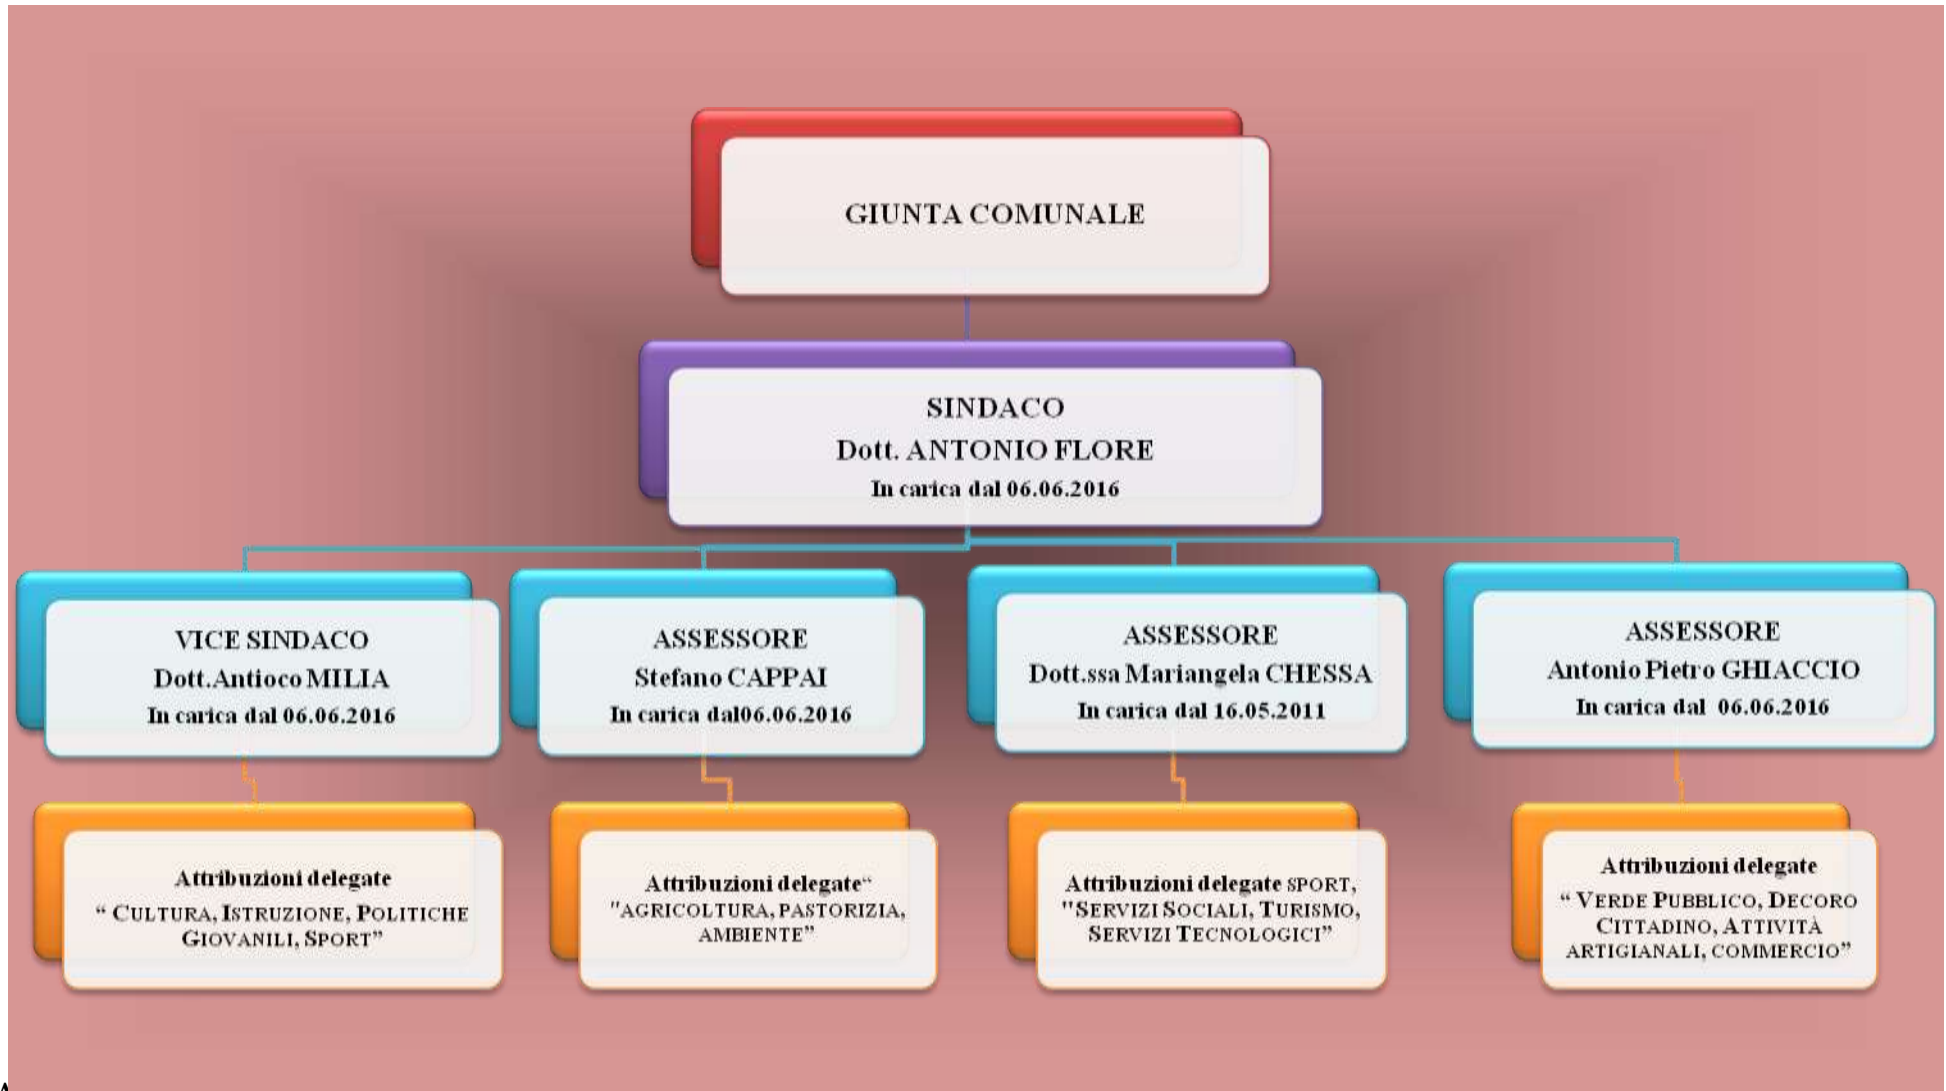 GIUNTA COMUNALE
SINDACO
Dott. ANTONIO FLORE
In carica dal 06.06.2016
VICE SINDACO
Dott.Antioco MILIA
In carica dal 06.06.2016
ASSESSORE
Stefano CAPPAI
In carica dal06.06.2016
ASSESSORE
Dott.ssa Mariangela CHESSA
In carica dal 16.05.2011
ASSESSORE
Antonio Pietro GHIACCIO
In carica dal  06.06.2016
Attribuzioni delegate
“ CULTURA, ISTRUZIONE, POLITICHE
GIOVANILI, SPORT”
Attribuzioni delegate“
"AGRICOLTURA, PASTORIZIA,
AMBIENTE”
Attribuzioni delegate SPORT,
"SERVIZI SOCIALI, TURISMO,
SERVIZI TECNOLOGICI”
Attribuzioni delegate
“ VERDE PUBBLICO, DECORO
CITTADINO, ATTIVITÀ
ARTIGIANALI, COMMERCIO”